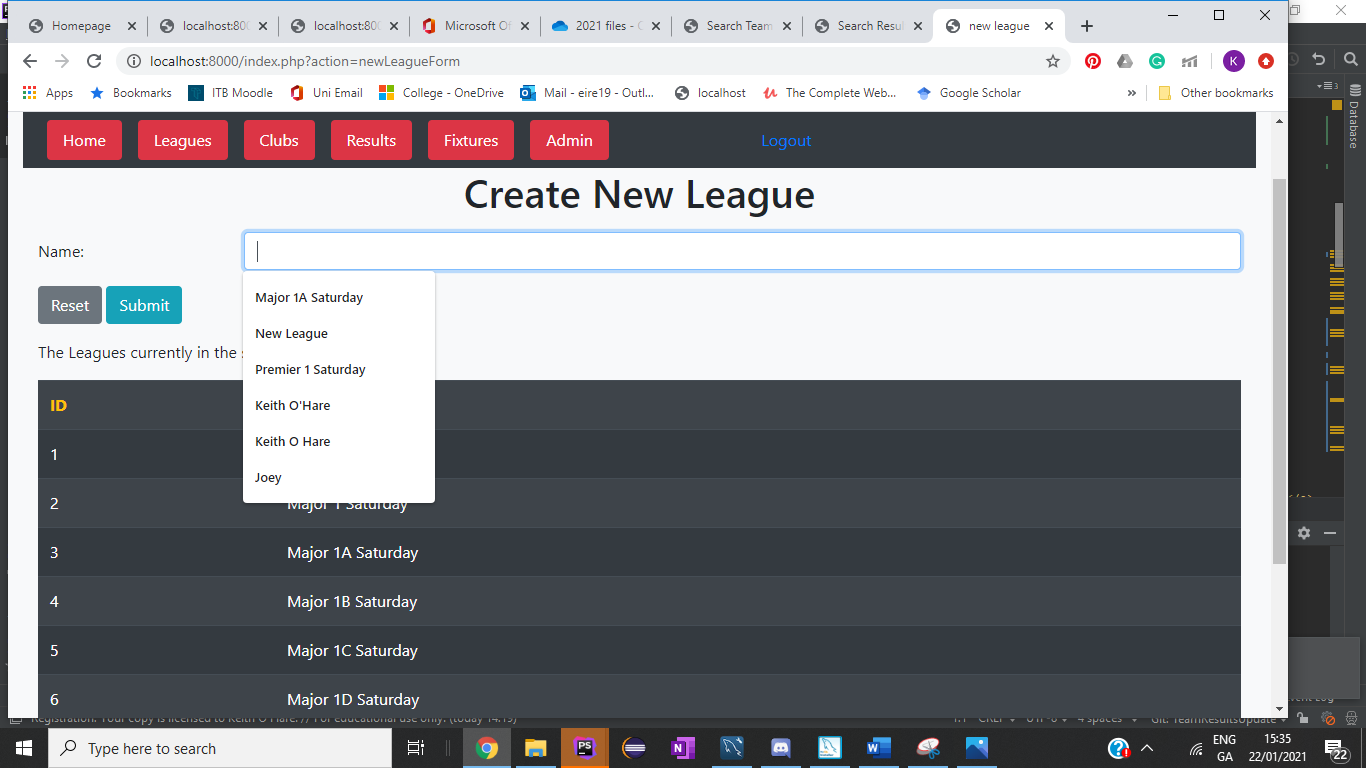 Homepage
localhost:800
localhost:800
Microsoft Of
2021 files - O
Search Team
Search Resul
new league
localhost:8000/index.php?action=newLeagueForm
K
Apps
Bookmarks
ITB Moodle
Uni Email
College - OneDrive
Mail - eire19 - Outl...
localhost
The Complete Web...
Google Scholar
»
Other bookmarks
Home
Leagues
Clubs
Results
Fixtures
Admin
Logout
Database
Create New League
Name:
Reset
Submit
Major 1A Saturday
New League
Premier 1 Saturday
Keith O'Hare
Keith O Hare
Joey
The Leagues currently in the
ID
1
2 Major 1 Saturday
3 Major 1A Saturday
4 Major 1B Saturday
5 Major 1C Saturday
6 Major 1D Saturday
Registration: Your copy is licensed to Keith O Hare. // For educational use only. (today 14:19)
1:1 CRLF UTF-8 4 spaces Git: TeamResultsUpdate
Type here to search
PS
ENG
GA
15:35
22/01/2021
22